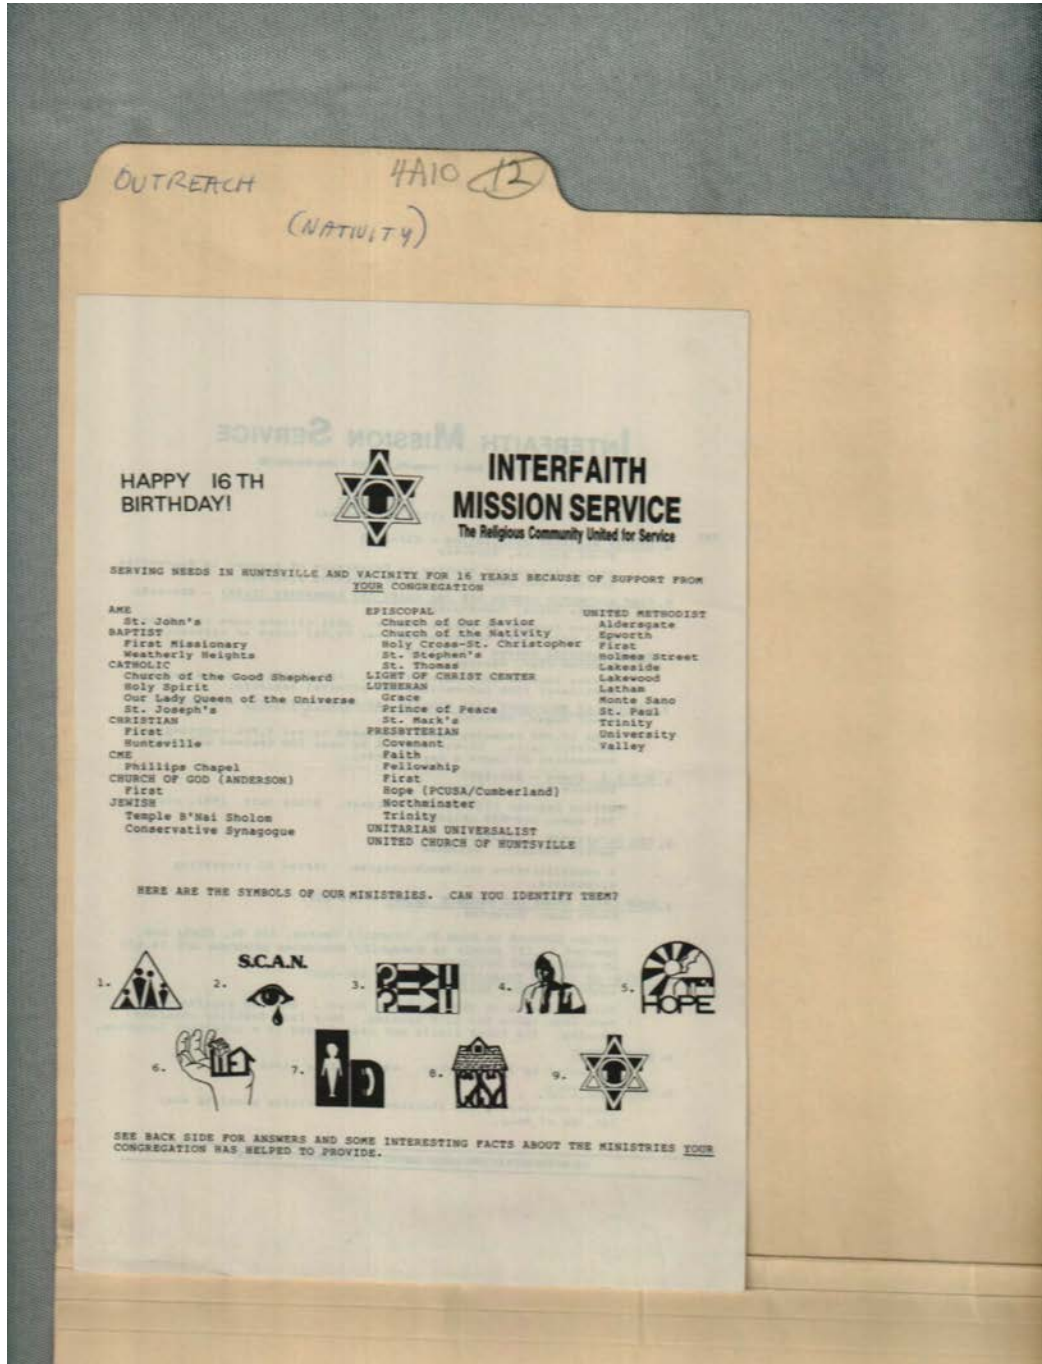 OUTREACH 4A10 12
(NATIVITY)
HAPPY 16TH
BIRTHDAY!
INTERFAITH
MISSION SERVICE
The Religious Community United for Service
SERVING NEEDS IN HUNTSVILLE AND VACINITY FOR 16 YEARS BECAUSE OF SUPPORT FROM
YOUR CONGREGATION
AME
St. John's
BAPTIST
First Missionary
Weatherly Heights
CATHOLIC
Church of the Good Shepherd
Holy Spirit
Our Lady Queen of the Universe
St. Joseph's
CHRISTIAN
First
Huntsville
CME
Phillips Chapel
CHURCH OF GOD (ANDERSON)
First
JEWISH
Temple B'Nai Sholom
Conservative Synagogue
EPISCOPAL
Church of Our Savior
Church of the Nativity
Holy Cross-St. Christopher
St. Stephen's
St. Thomas
LIGHT OF CHRIST CENTER
LUTHERAN
Grace
Prince of Peace
St. Mark's
PRESBYTERIAN
Covenant
Faith
Fellowship
First
Hope (PCUSA/Cumberland)
Northminster
Trinity
UNITARIAN UNIVERSALIST
UNITED CHURCH OF HUNTSVILLE
UNITED METHODIST
Aldersgate
Epworth
First
Holmes Street
Lakeside
Lakewood
Latham
Monte Sano
St. Paul
Trinity
University
Valley
HERE ARE THE SYMBOLS OF OUR MINISTRIES. CAN YOU IDENTIFY THEM?
1.
2. S.C.A.N.
3.
4.
5. HOPE
6.
7.
8.
9.
SEE BACK SIDE FOR ANSWERS AND SOME INTERESTING FACTS ABOUT THE MINISTRIES YOUR
CONGREGATION HAS HELPED TO PROVIDE.